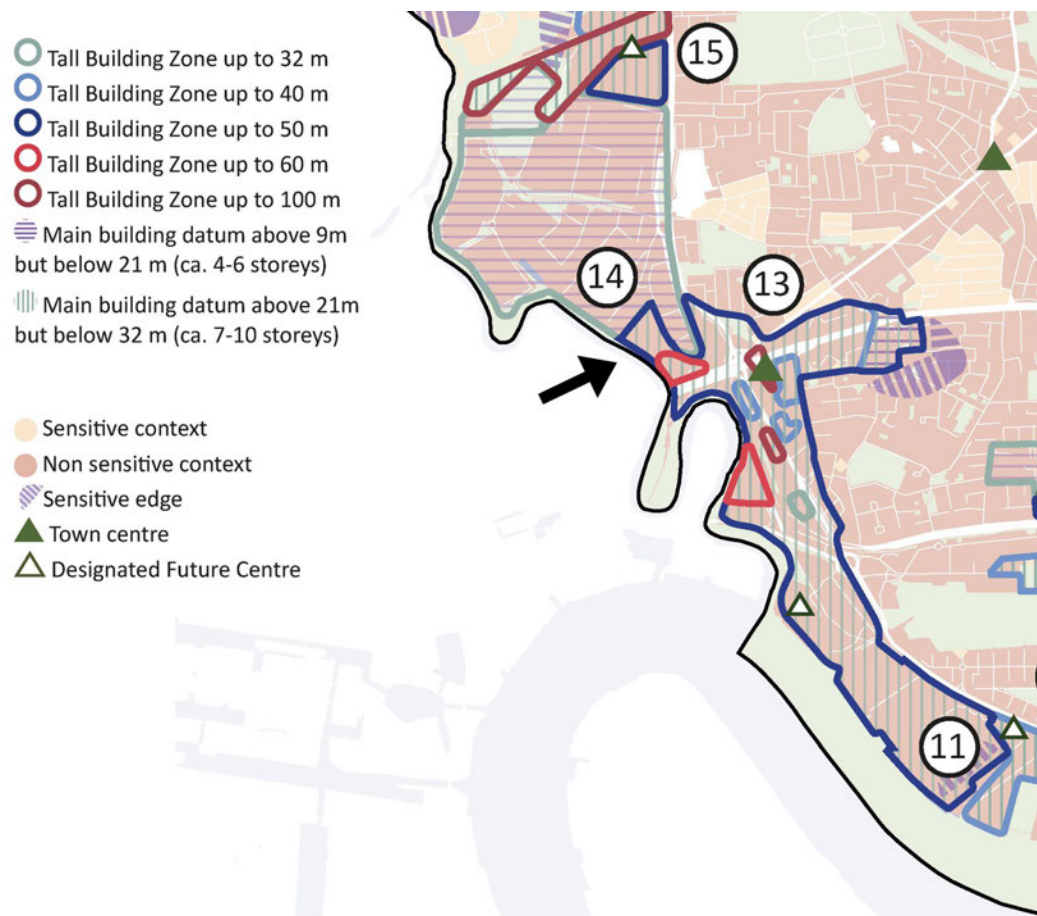 Tall Building Zone up to 32 m
Tall Building Zone up to 40 m
Tall Building Zone up to 50 m
Tall Building Zone up to 60 m
Tall Building Zone up to 100 m
Main building datum above 9m
but below 21 m (ca. 4-6 storeys)
Main building datum above 21m
but below 32 m (ca. 7-10 storeys)
Sensitive context
Non sensitive context
Sensitive edge
Town centre
Designated Future Centre
15
14
13
11